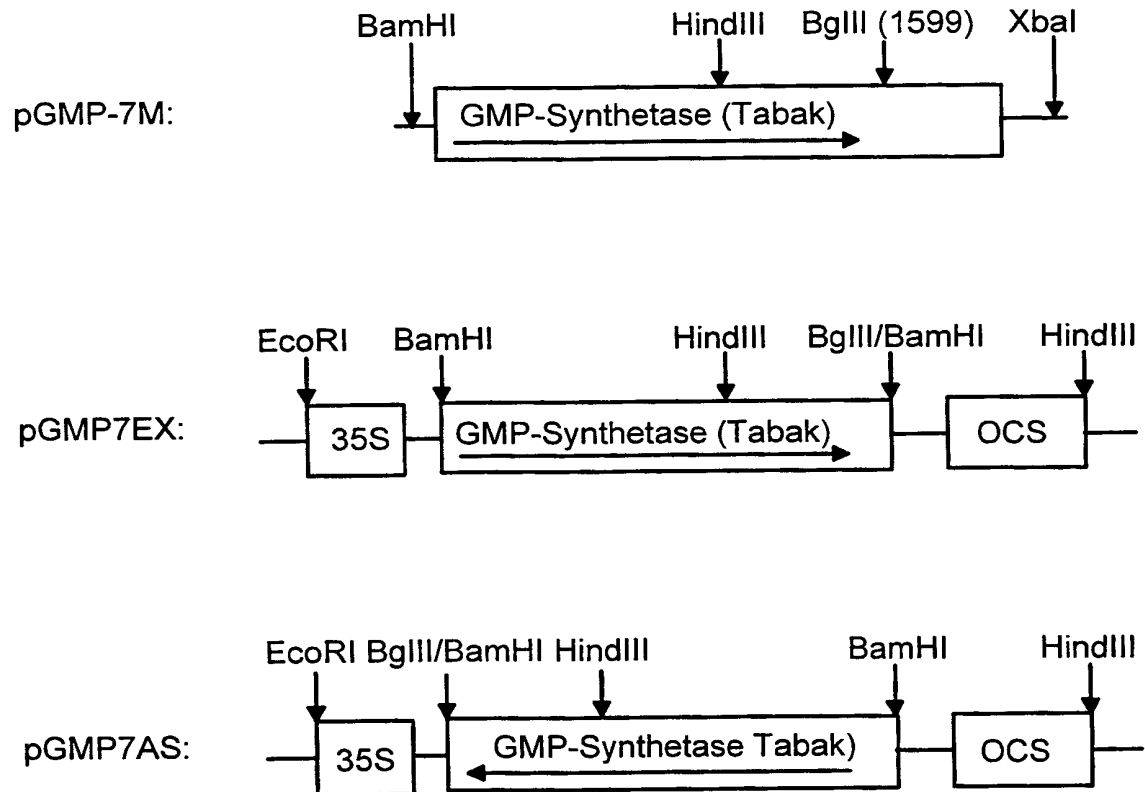 BamHI HindIII BglII (1599) XbaI
pGMP-7M: GMP-Synthetase (Tabak)
EcoRI BamHI HindIII BglII/BamHI HindIII
pGMP7EX: 35S GMP-Synthetase (Tabak) OCS
EcoRI BglII/BamHI HindIII BamHI HindIII
pGMP7AS: 35S GMP-Synthetase Tabak) OCS